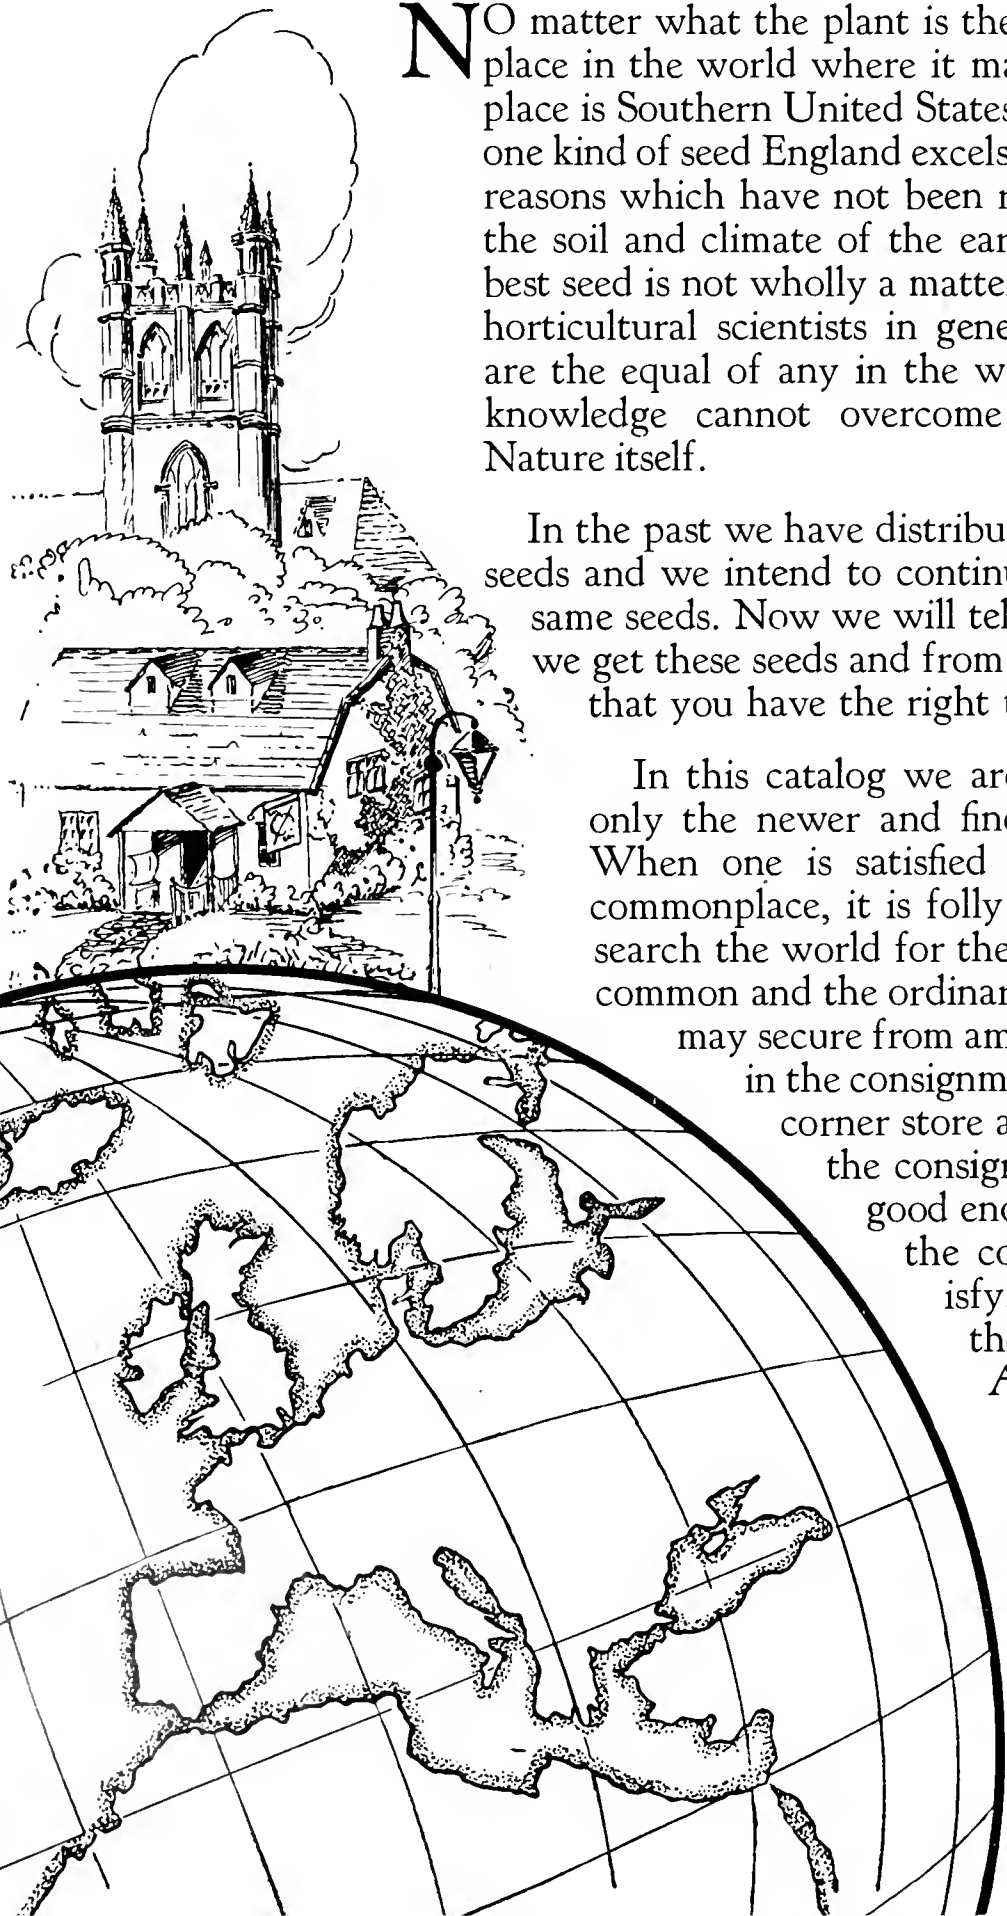 NO matter what the plant is the
place in the world where it ma
place is Southern United States
one kind of seed England excels
reasons which have not been
the soil and climate of the ear
best seed is not wholly a matte
horticultural scientists in gene
are the equal of any in the w
knowledge cannot overcome
Nature itself.
In the past we have distribu
seeds and we intend to continu
same seeds. Now we will tel
we get these seeds and from
that you have the right
In this catalog we are
only the newer and fine
When one is satisfied
commonplace, it is folly
search the world for the
common and the ordinar
may secure from am
in the consignm
corner store a
the consign
good eno
the co
isfy
the
A